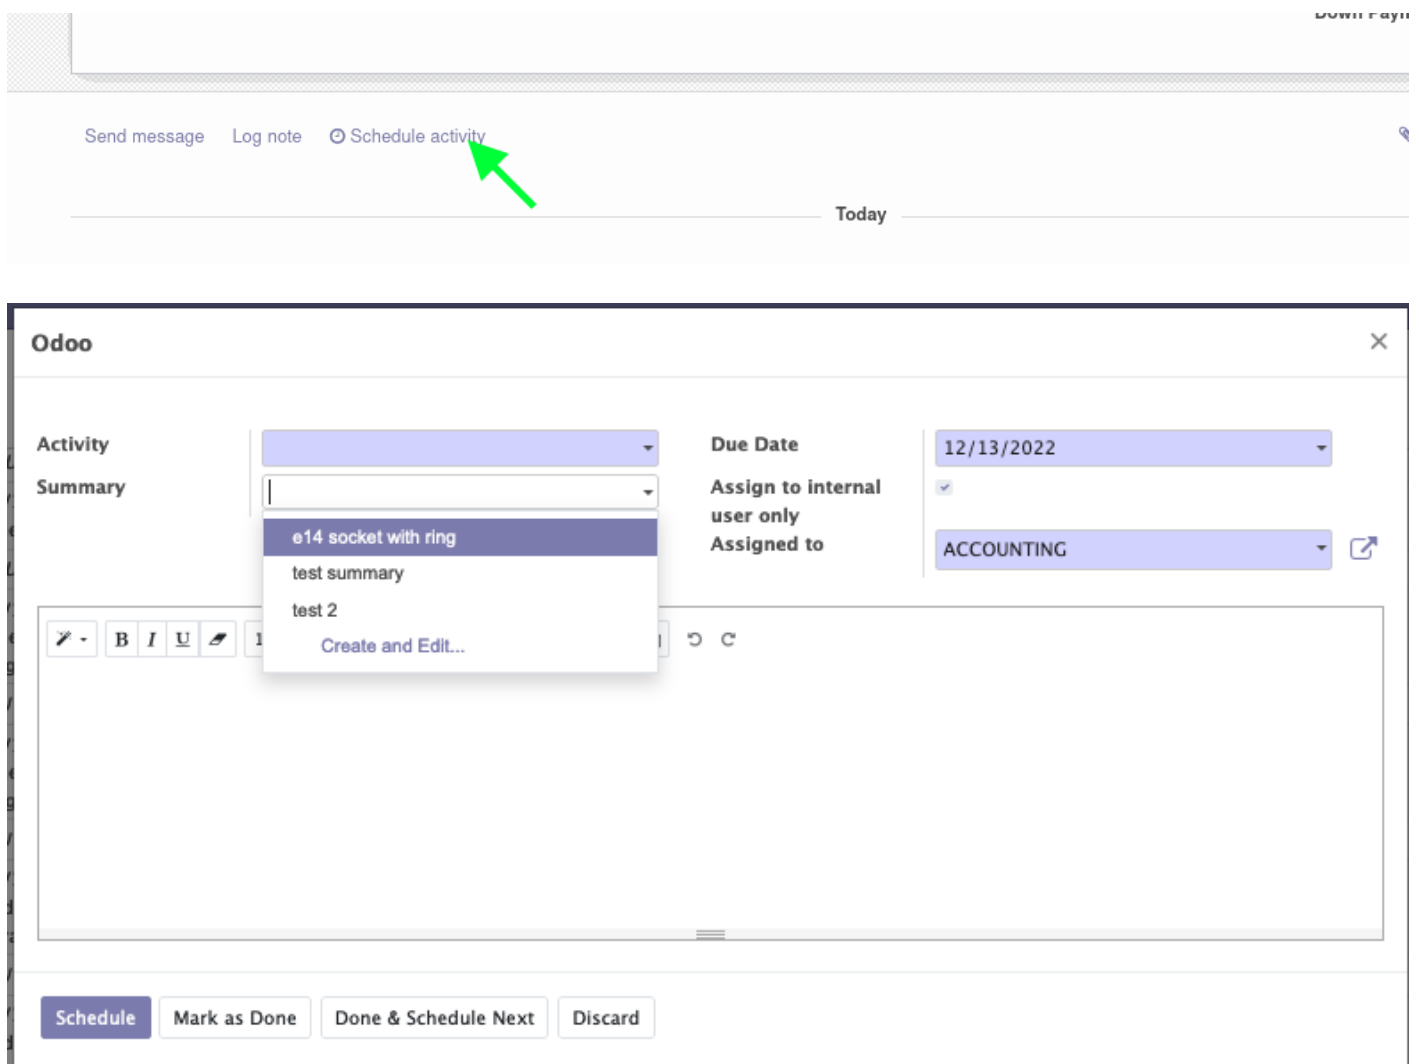 Send message Log note Schedule activity
Today
Odoo
Activity
Summary
e14 socket with ring
test summary
test 2
Create and Edit...
Due Date 12/13/2022
Assign to internal
user only
Assigned to ACCOUNTING
B I U
Schedule Mark as Done Done & Schedule Next Discard